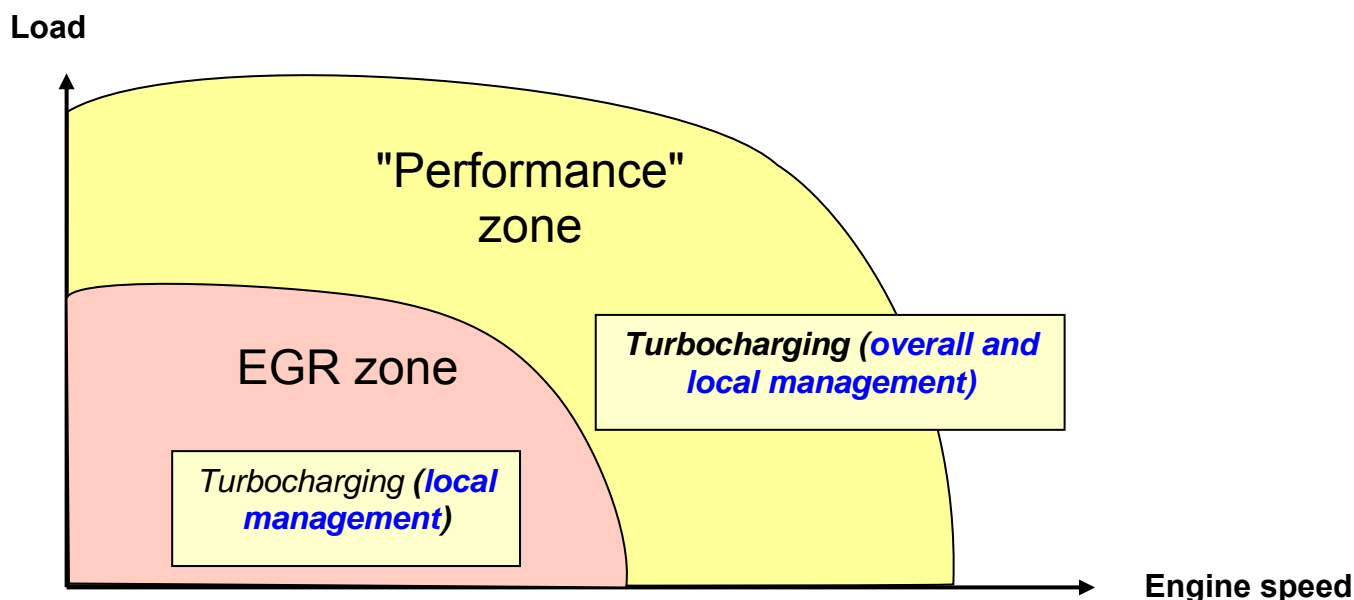 Load
"Performance"
zone
Turbocharging (overall and
local management)
EGR zone
Turbocharging (local
management)
Engine speed